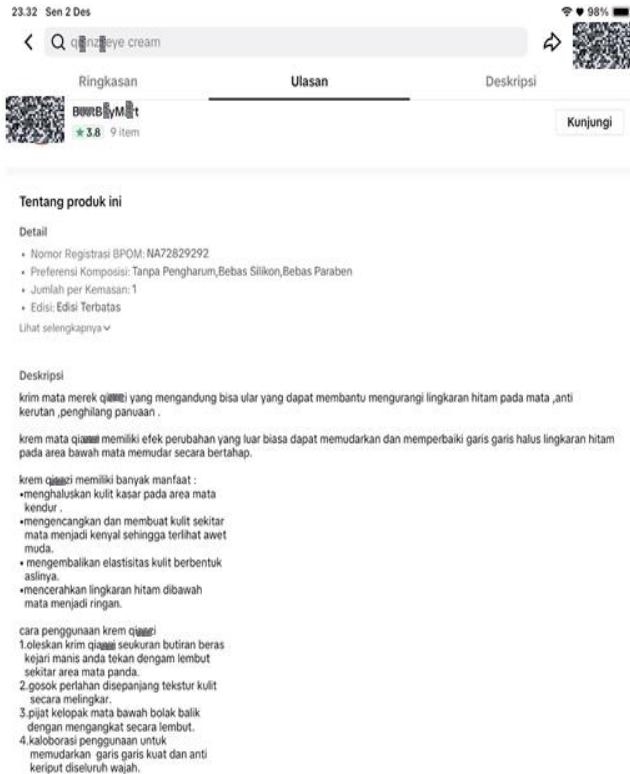 23.32 Sen 2 Des
98%
eye cream
Ringkasan
Ulasan
Deskripsi
3.8 9 item
Kunjungi
Tentang produk ini
Detail
• Nomor Registrasi BPOM: NA72829292
• Preferensi Komposisi: Tanpa Pengharum,Bebas Silikon,Bebas Paraben
• Jumlah per Kemasan: 1
• Edisi: Edisi Terbatas
Lihat selengkapnya
Deskripsi
krim mata merek yang mengandung bisa ular yang dapat membantu mengurangi lingkaran hitam pada mata ,anti
kerutan ,penghilang panuaan .
krem mata memiliki efek perubahan yang luar biasa dapat memudarkan dan memperbaiki garis garis halus lingkaran hitam
pada area bawah mata memudar secara bertahap.
krem memiliki banyak manfaat :
•menghaluskan kulit kasar pada area mata
kendur .
•mengencangkan dan membuat kulit sekitar
mata menjadi kenyal sehingga terlihat awet
muda.
• mengembalikan elastisitas kulit berbentuk
aslinya.
•mencerahkan lingkaran hitam dibawah
mata menjadi ringan.
cara penggunaan krem
1.oleskan krim seukuran butiran beras
kejari manis anda tekan dengam lembut
sekitar area mata panda.
2.gosok perlahan disepanjang tekstur kulit
secara melingkar.
3.pijat kelopak mata bawah bolak balik
dengan mengangkat secara lembut.
4.kaloborasi penggunaan untuk
memudarkan garis garis kuat dan anti
keriput diseluruh wajah.